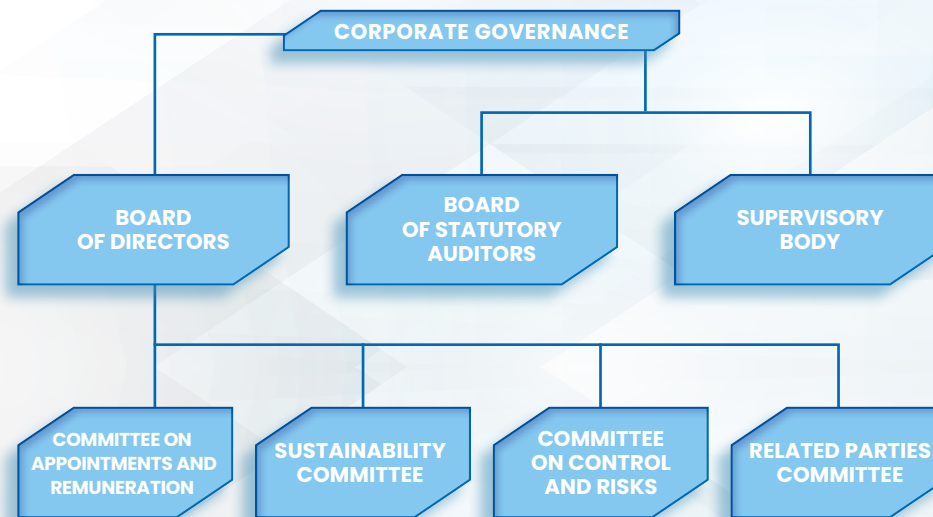 CORPORATE GOVERNANCE
BOARD
OF DIRECTORS
BOARD
OF STATUTORY
AUDITORS
SUPERVISORY
BODY
COMMITTEE ON
APPOINTMENTS AND
REMUNERATION
SUSTAINABILITY
COMMITTEE
COMMITTEE
ON CONTROL
AND RISKS
RELATED PARTIES
COMMITTEE